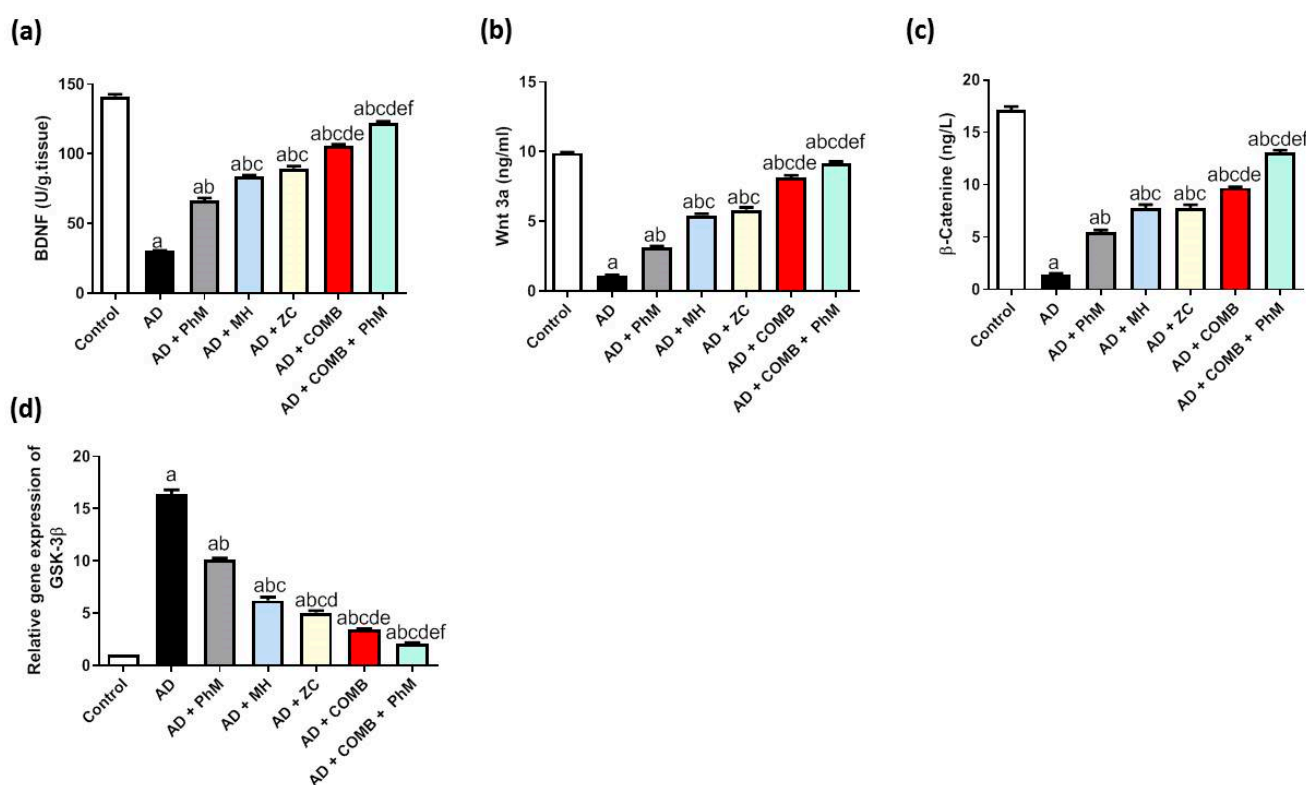 (a)
BDNF (U/g.tissue)
150
100
50
0
a
ab
abc
abc
abcde
abcdef
Control
AD
AD + PhM
AD + MH
AD + ZC
AD + COMB
AD + COMB + PhM
(b)
Wnt 3a (ng/ml)
15
10
5
0
a
ab
abc
abc
abcde
abcdef
Control
AD
AD + PhM
AD + MH
AD + ZC
AD + COMB
AD + COMB + PhM
(c)
β-Catenine (ng/L)
20
15
10
5
0
a
ab
abc
abc
abcde
abcdef
Control
AD
AD + PhM
AD + MH
AD + ZC
AD + COMB
AD + COMB + PhM
(d)
Relative gene expression of
GSK-3β
20
15
10
5
0
a
ab
abc
abcd
abcde
abcdef
Control
AD
AD + PhM
AD + MH
AD + ZC
AD + COMB
AD + COMB + PhM